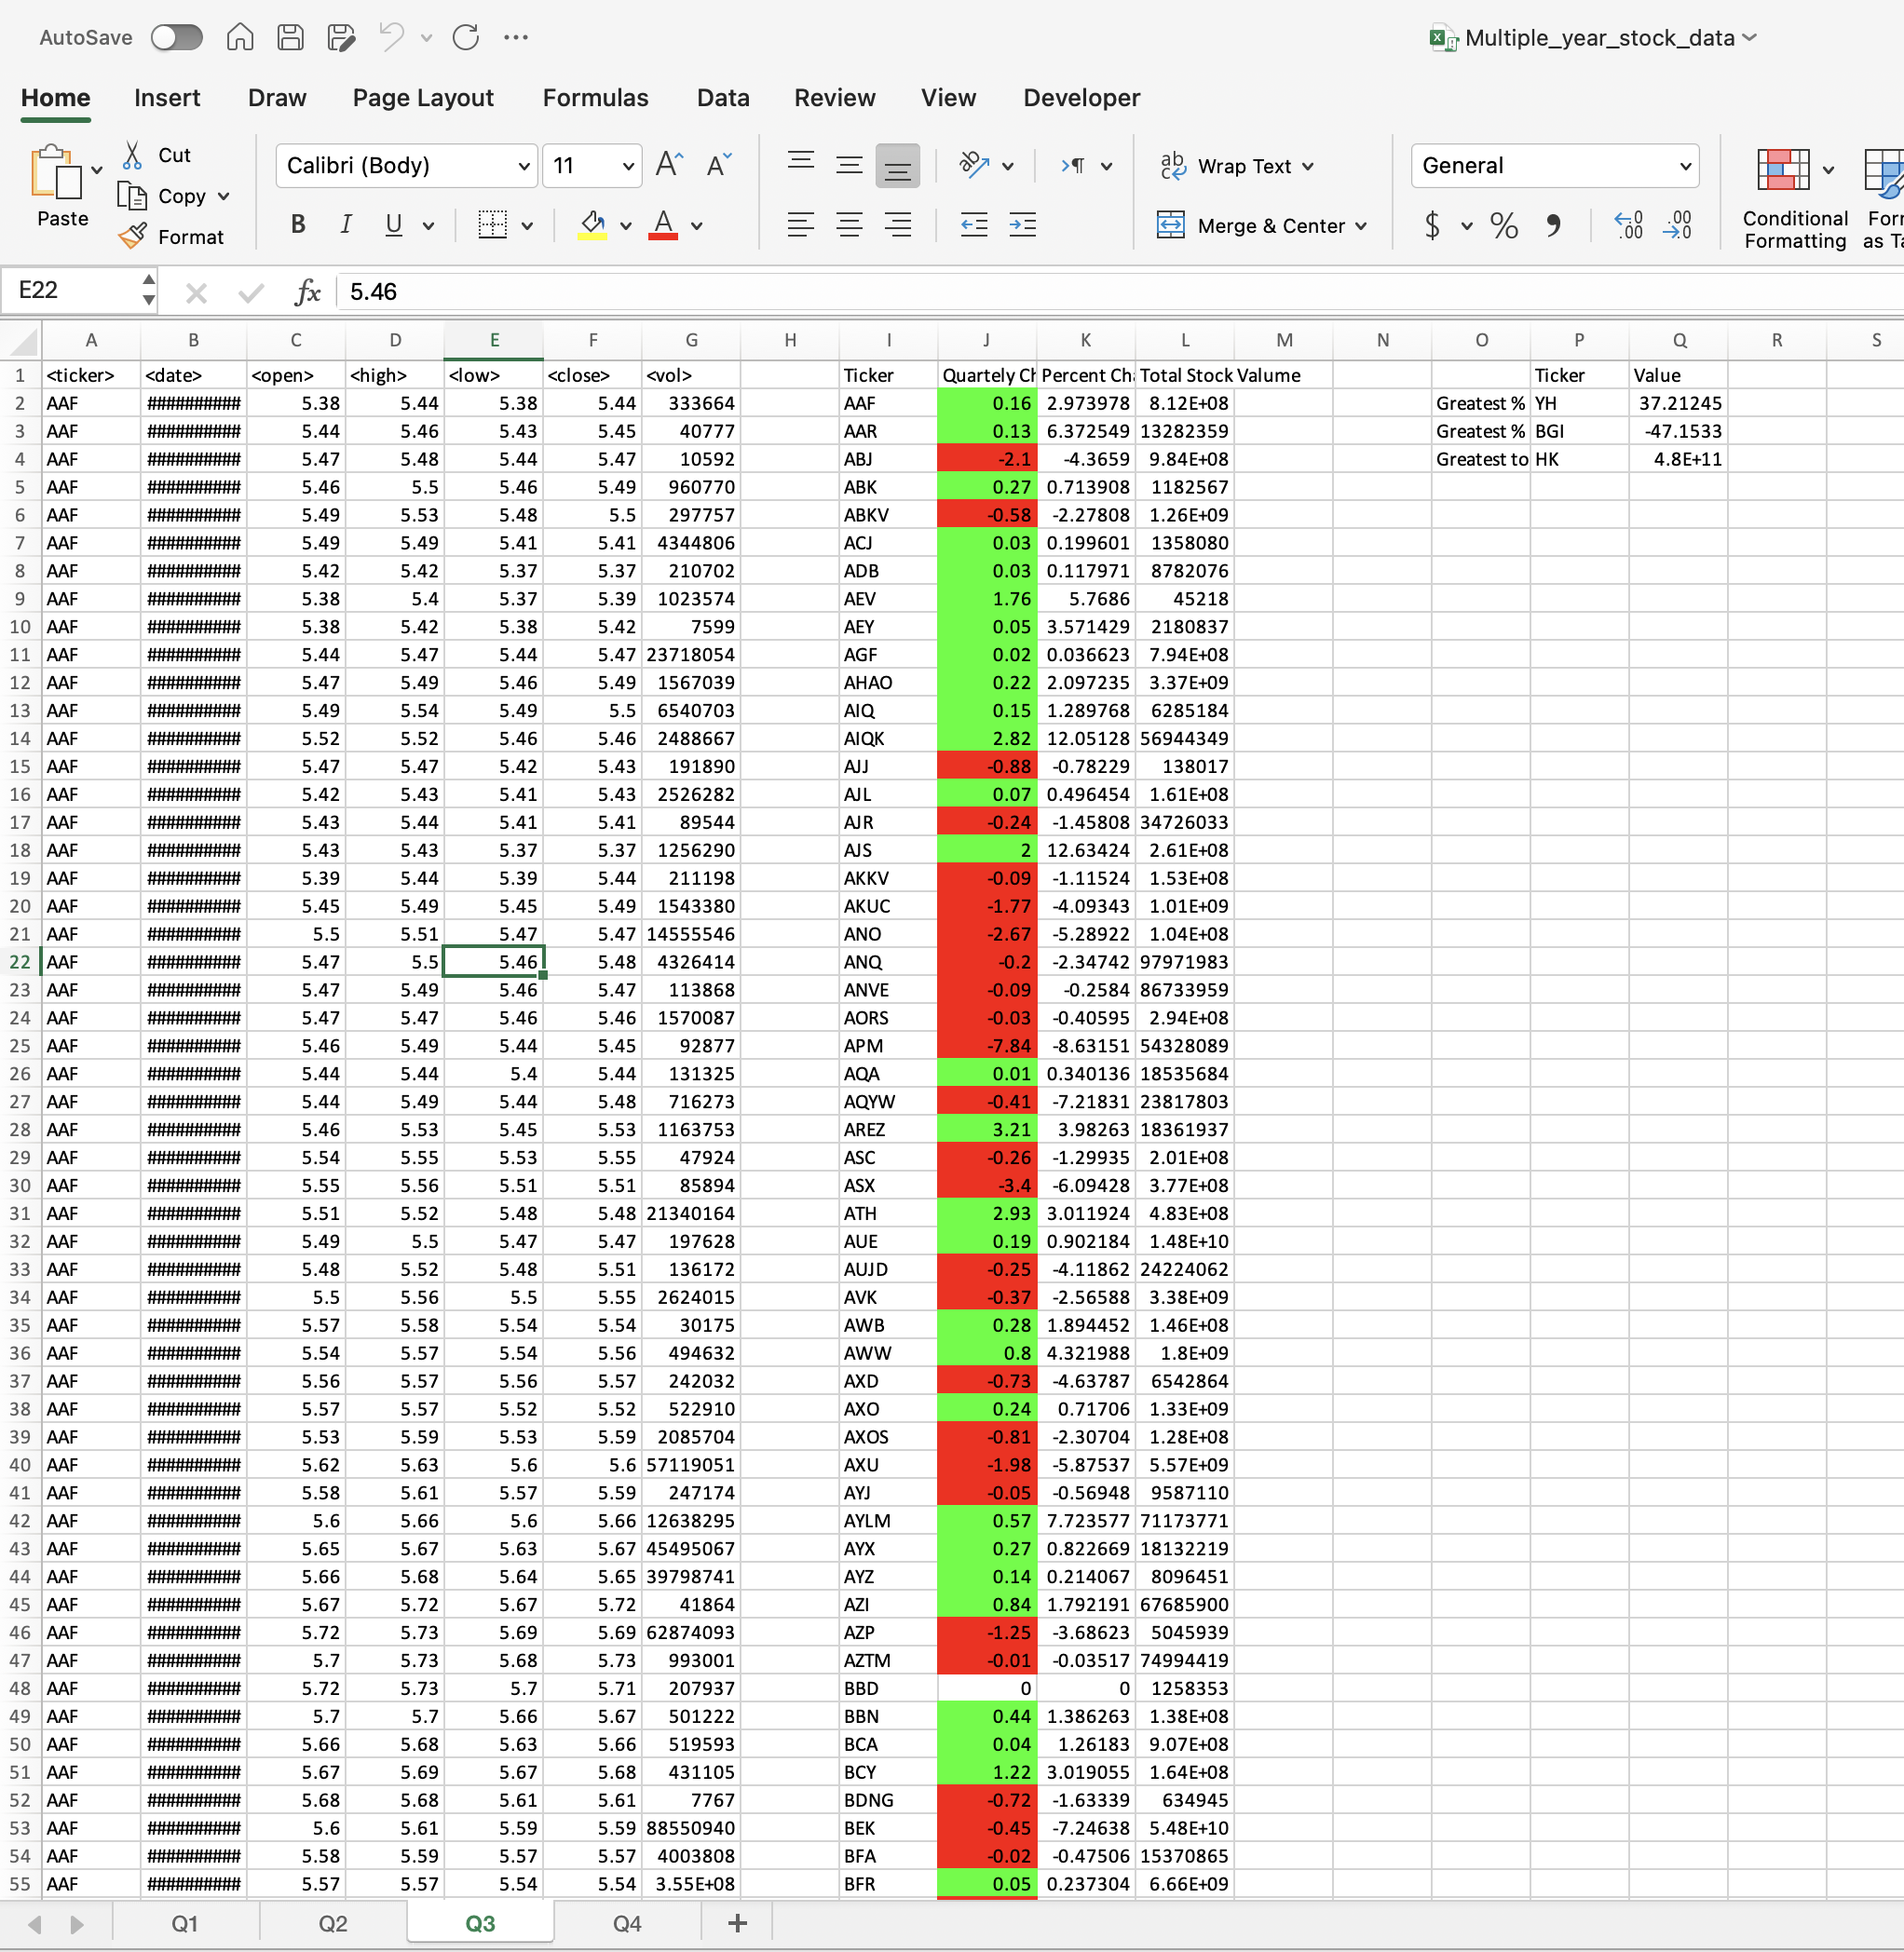 AutoSave Multiple_year_stock_data
Home Insert Draw Page Layout Formulas Data Review View Developer
Paste Cut Copy Format
Calibri (Body) 11 A A
B I U A
ab c Wrap Text
Merge & Center
General
$ % 9 .0 .00 .00 .0
Conditional Formatting
E22 fx 5.46
A B C D E F G H I J K L M N O P Q R S
1 <ticker> <date> <open> <high> <low> <close> <vol> Ticker Quartely Ch Percent Cha Total Stock Valume Ticker Value
2 AAF ########## 5.38 5.44 5.38 5.44 333664 AAF 0.16 2.973978 8.12E+08 Greatest % YH 37.21245
3 AAF ########## 5.44 5.46 5.43 5.45 40777 AAR 0.13 6.372549 13282359 Greatest % BGI -47.1533
4 AAF ########## 5.47 5.48 5.44 5.47 10592 ABJ -2.1 -4.3659 9.84E+08 Greatest to HK 4.8E+11
5 AAF ########## 5.46 5.5 5.46 5.49 960770 ABK 0.27 0.713908 1182567
6 AAF ########## 5.49 5.53 5.48 5.5 297757 ABKV -0.58 -2.27808 1.26E+09
7 AAF ########## 5.49 5.49 5.41 5.41 4344806 ACJ 0.03 0.199601 1358080
8 AAF ########## 5.42 5.42 5.37 5.37 210702 ADB 0.03 0.117971 8782076
9 AAF ########## 5.38 5.4 5.37 5.39 1023574 AEV 1.76 5.7686 45218
10 AAF ########## 5.38 5.42 5.38 5.42 7599 AEY 0.05 3.571429 2180837
11 AAF ########## 5.44 5.47 5.44 5.47 23718054 AGF 0.02 0.036623 7.94E+08
12 AAF ########## 5.47 5.49 5.46 5.49 1567039 AHAO 0.22 2.097235 3.37E+09
13 AAF ########## 5.49 5.54 5.49 5.5 6540703 AIQ 0.15 1.289768 6285184
14 AAF ########## 5.52 5.52 5.46 5.46 2488667 AIQK 2.82 12.05128 56944349
15 AAF ########## 5.47 5.47 5.42 5.43 191890 AJJ -0.88 -0.78229 138017
16 AAF ########## 5.42 5.43 5.41 5.43 2526282 AJL 0.07 0.496454 1.61E+08
17 AAF ########## 5.43 5.44 5.41 5.41 89544 AJR -0.24 -1.45808 34726033
18 AAF ########## 5.43 5.43 5.37 5.37 1256290 AJS 2 12.63424 2.61E+08
19 AAF ########## 5.39 5.44 5.39 5.44 211198 AKKV -0.09 -1.11524 1.53E+08
20 AAF ########## 5.45 5.49 5.45 5.49 1543380 AKUC -1.77 -4.09343 1.01E+09
21 AAF ########## 5.5 5.51 5.47 5.47 14555546 ANO -2.67 -5.28922 1.04E+08
22 AAF ########## 5.47 5.5 5.46 5.48 4326414 ANQ -0.2 -2.34742 97971983
23 AAF ########## 5.47 5.49 5.46 5.47 113868 ANVE -0.09 -0.2584 86733959
24 AAF ########## 5.47 5.47 5.46 5.46 1570087 AORS -0.03 -0.40595 2.94E+08
25 AAF ########## 5.46 5.49 5.44 5.45 92877 APM -7.84 -8.63151 54328089
26 AAF ########## 5.44 5.44 5.4 5.44 131325 AQA 0.01 0.340136 18535684
27 AAF ########## 5.44 5.49 5.44 5.48 716273 AQYW -0.41 -7.21831 23817803
28 AAF ########## 5.46 5.53 5.45 5.53 1163753 AREZ 3.21 3.98263 18361937
29 AAF ########## 5.54 5.55 5.53 5.55 47924 ASC -0.26 -1.29935 2.01E+08
30 AAF ########## 5.55 5.56 5.51 5.51 85894 ASX -3.4 -6.09428 3.77E+08
31 AAF ########## 5.51 5.52 5.48 5.48 21340164 ATH 2.93 3.011924 4.83E+08
32 AAF ########## 5.49 5.5 5.47 5.47 197628 AUE 0.19 0.902184 1.48E+10
33 AAF ########## 5.48 5.52 5.48 5.51 136172 AUJD -0.25 -4.11862 24224062
34 AAF ########## 5.5 5.56 5.5 5.55 2624015 AVK -0.37 -2.56588 3.38E+09
35 AAF ########## 5.57 5.58 5.54 5.54 30175 AWB 0.28 1.894452 1.46E+08
36 AAF ########## 5.54 5.57 5.54 5.56 494632 AWW 0.8 4.321988 1.8E+09
37 AAF ########## 5.56 5.57 5.56 5.57 242032 AXD -0.73 -4.63787 6542864
38 AAF ########## 5.57 5.57 5.52 5.52 522910 AXO 0.24 0.71706 1.33E+09
39 AAF ########## 5.53 5.59 5.53 5.59 2085704 AXOS -0.81 -2.30704 1.28E+08
40 AAF ########## 5.62 5.63 5.6 5.6 57119051 AXU -1.98 -5.87537 5.57E+09
41 AAF ########## 5.58 5.61 5.57 5.59 247174 AYJ -0.05 -0.56948 9587110
42 AAF ########## 5.6 5.66 5.6 5.66 12638295 AYLM 0.57 7.723577 71173771
43 AAF ########## 5.65 5.67 5.63 5.67 45495067 AYX 0.27 0.822669 18132219
44 AAF ########## 5.66 5.68 5.64 5.65 39798741 AYZ 0.14 0.214067 8096451
45 AAF ########## 5.67 5.72 5.67 5.72 41864 AZI 0.84 1.792191 67685900
46 AAF ########## 5.72 5.73 5.69 5.69 62874093 AZP -1.25 -3.68623 5045939
47 AAF ########## 5.7 5.73 5.68 5.73 993001 AZTM -0.01 -0.03517 74994419
48 AAF ########## 5.72 5.73 5.7 5.71 207937 BBD 0 0 1258353
49 AAF ########## 5.7 5.7 5.66 5.67 501222 BBN 0.44 1.386263 1.38E+08
50 AAF ########## 5.66 5.68 5.63 5.66 519593 BCA 0.04 1.26183 9.07E+08
51 AAF ########## 5.67 5.69 5.67 5.68 431105 BCY 1.22 3.019055 1.64E+08
52 AAF ########## 5.68 5.68 5.61 5.61 7767 BDNG -0.72 -1.63339 634945
53 AAF ########## 5.6 5.61 5.59 5.59 88550940 BEK -0.45 -7.24638 5.48E+10
54 AAF ########## 5.58 5.59 5.57 5.57 4003808 BFA -0.02 -0.47506 15370865
55 AAF ########## 5.57 5.57 5.54 5.54 3.55E+08 BFR 0.05 0.237304 6.66E+09
Q1 Q2 Q3 Q4 +